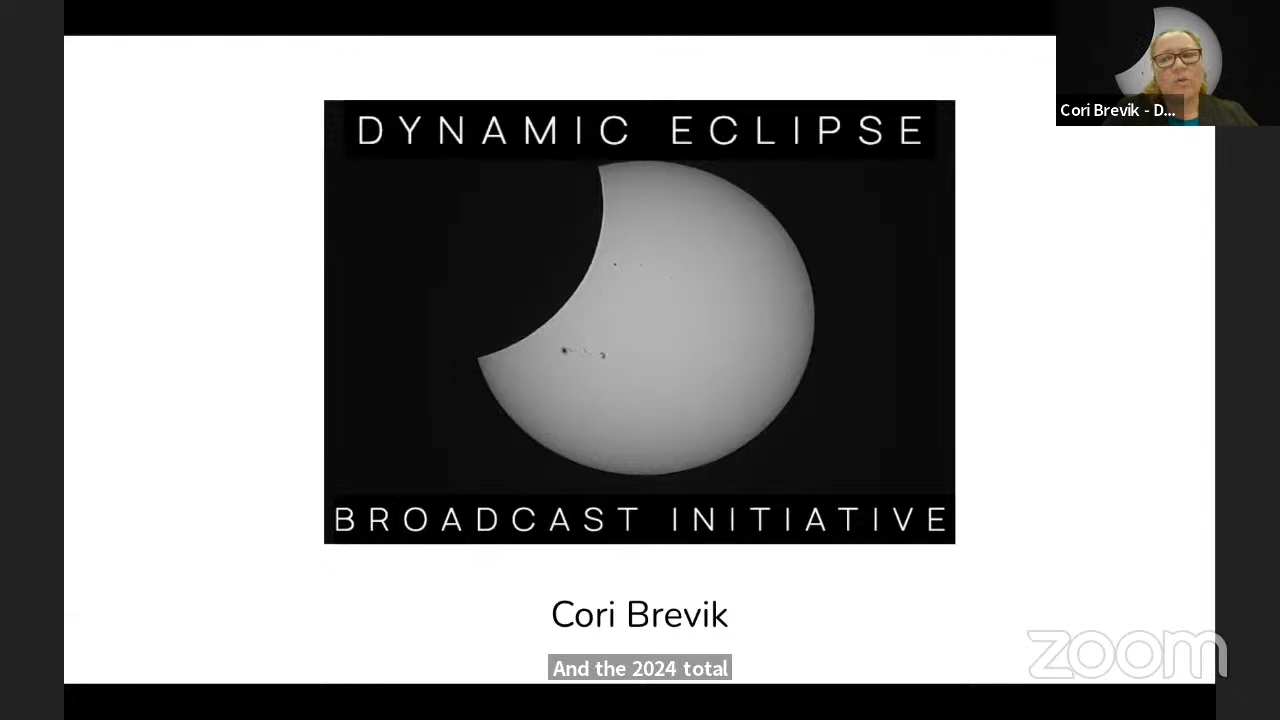 Cori Brevik - D...
DYNAMIC ECLIPSE
BROADCAST INITIATIVE
Cori Brevik
And the 2024 total
zoom